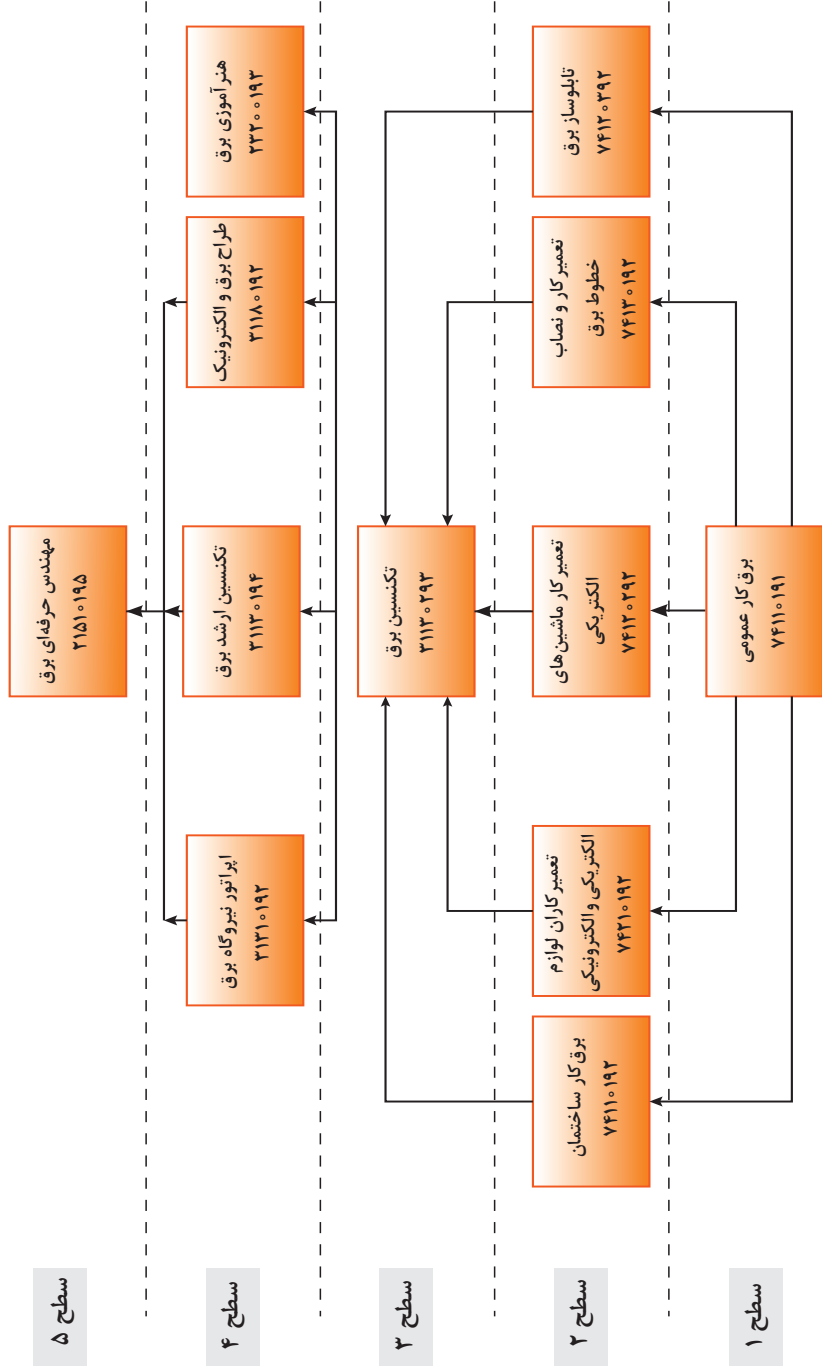 سطح ۵
مهندس حرفه‌ای برق
۲۱۵۱۰۱۹۵
سطح ۴
اپراتور نیروگاه برق
۳۱۳۱۰۱۹۲
تکنسین ارشد برق
۳۱۱۳۰۱۹۴
طراح برق و الکترونیک
۳۱۱۸۰۱۹۲
هنرآموزی برق
۲۳۲۰۰۱۹۳
سطح ۳
تکنسین برق
۳۱۱۳۰۲۹۳
سطح ۲
برق‌کار ساختمان
۷۴۱۱۰۱۹۲
تعمیرکاران لوازم
الکتریکی و الکترونیکی
۷۴۲۱۰۱۹۲
تعمیرکار ماشین‌های
الکتریکی
۷۴۱۲۰۲۹۲
تعمیرکار و نصاب
خطوط برق
۷۴۱۳۰۱۹۲
تابلوساز برق
۷۴۱۲۰۳۹۲
سطح ۱
برق‌کار عمومی
۷۴۱۱۰۱۹۱